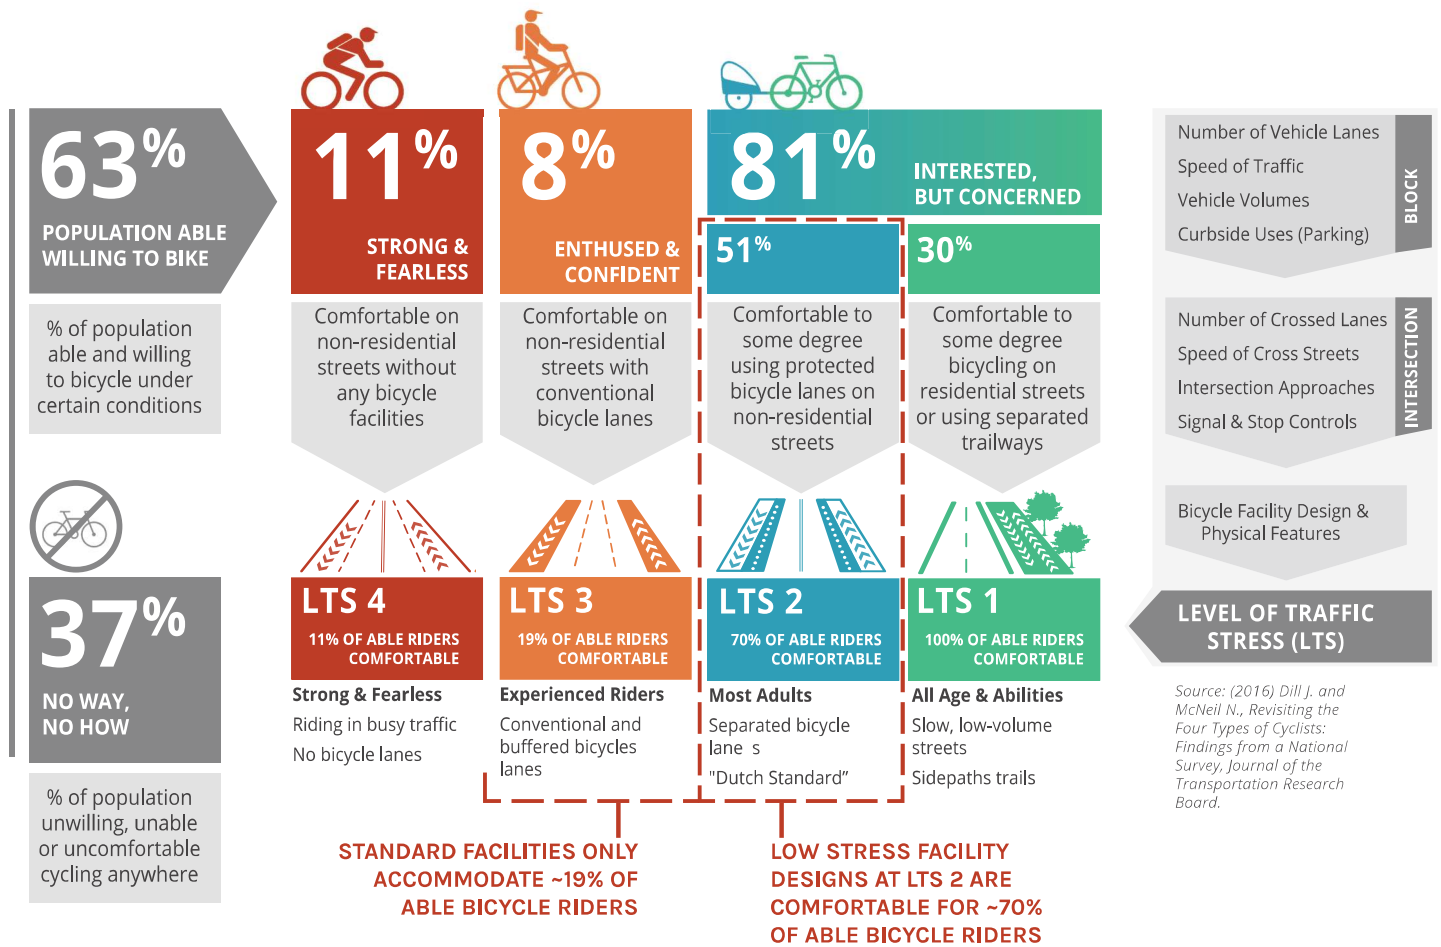 63%
POPULATION ABLE
WILLING TO BIKE
% of population
able and willing
to bicycle under
certain conditions
37%
NO WAY,
NO HOW
% of population
unwilling, unable
or uncomfortable
cycling anywhere
11%
STRONG &
FEARLESS
Comfortable on
non-residential
streets without
any bicycle
facilities
LTS 4
11% OF ABLE RIDERS
COMFORTABLE
Strong & Fearless
Riding in busy traffic
No bicycle lanes
8%
ENTHUSED &
CONFIDENT
Comfortable on
non-residential
streets with
conventional
bicycle lanes
LTS 3
19% OF ABLE RIDERS
COMFORTABLE
Experienced Riders
Conventional and
buffered bicycles
lanes
81%
INTERESTED,
BUT CONCERNED
51%
Comfortable to
some degree
using protected
bicycle lanes on
non-residential
streets
LTS 2
70% OF ABLE RIDERS
COMFORTABLE
Most Adults
Separated bicycle
lane s
"Dutch Standard”
30%
Comfortable to
some degree
bicycling on
residential streets
or using separated
trailways
LTS 1
100% OF ABLE RIDERS
COMFORTABLE
All Age & Abilities
Slow, low-volume
streets
Sidepaths trails
STANDARD FACILITIES ONLY
ACCOMMODATE ~19% OF
ABLE BICYCLE RIDERS
LOW STRESS FACILITY
DESIGNS AT LTS 2 ARE
COMFORTABLE FOR ~70%
OF ABLE BICYCLE RIDERS
Number of Vehicle Lanes
Speed of Traffic
Vehicle Volumes
Curbside Uses (Parking)
BLOCK
Number of Crossed Lanes
Speed of Cross Streets
Intersection Approaches
Signal & Stop Controls
INTERSECTION
Bicycle Facility Design &
Physical Features
LEVEL OF TRAFFIC
STRESS (LTS)
Source: (2016) Dill J. and
McNeil N., Revisiting the
Four Types of Cyclists:
Findings from a National
Survey, Journal of the
Transportation Research
Board.